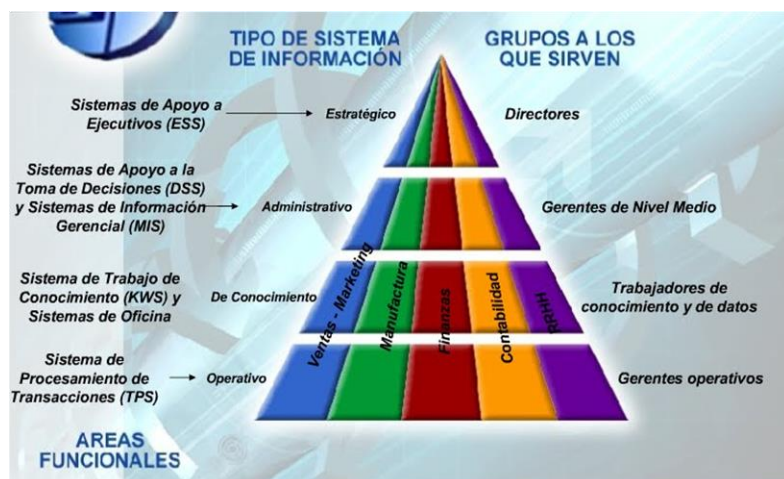 TIPO DE SISTEMA
DE INFORMACIÓN
GRUPOS A LOS
QUE SIRVEN
Sistemas de Apoyo a
Ejecutivos (ESS)
Estratégico
Directores
Sistemas de Apoyo a la
Toma de Decisiones (DSS)
y Sistemas de Información
Gerencial (MIS)
Administrativo
Gerentes de Nivel Medio
Sistema de Trabajo de
Conocimiento (KWS) y
Sistemas de Oficina
De Conocimiento
Trabajadores de
conocimiento y de datos
Sistema de
Procesamiento de
Transacciones (TPS)
Operativo
Gerentes operativos
Ventas - Marketing
Manufactura
Finanzas
Contabilidad
RRHH
AREAS
FUNCIONALES